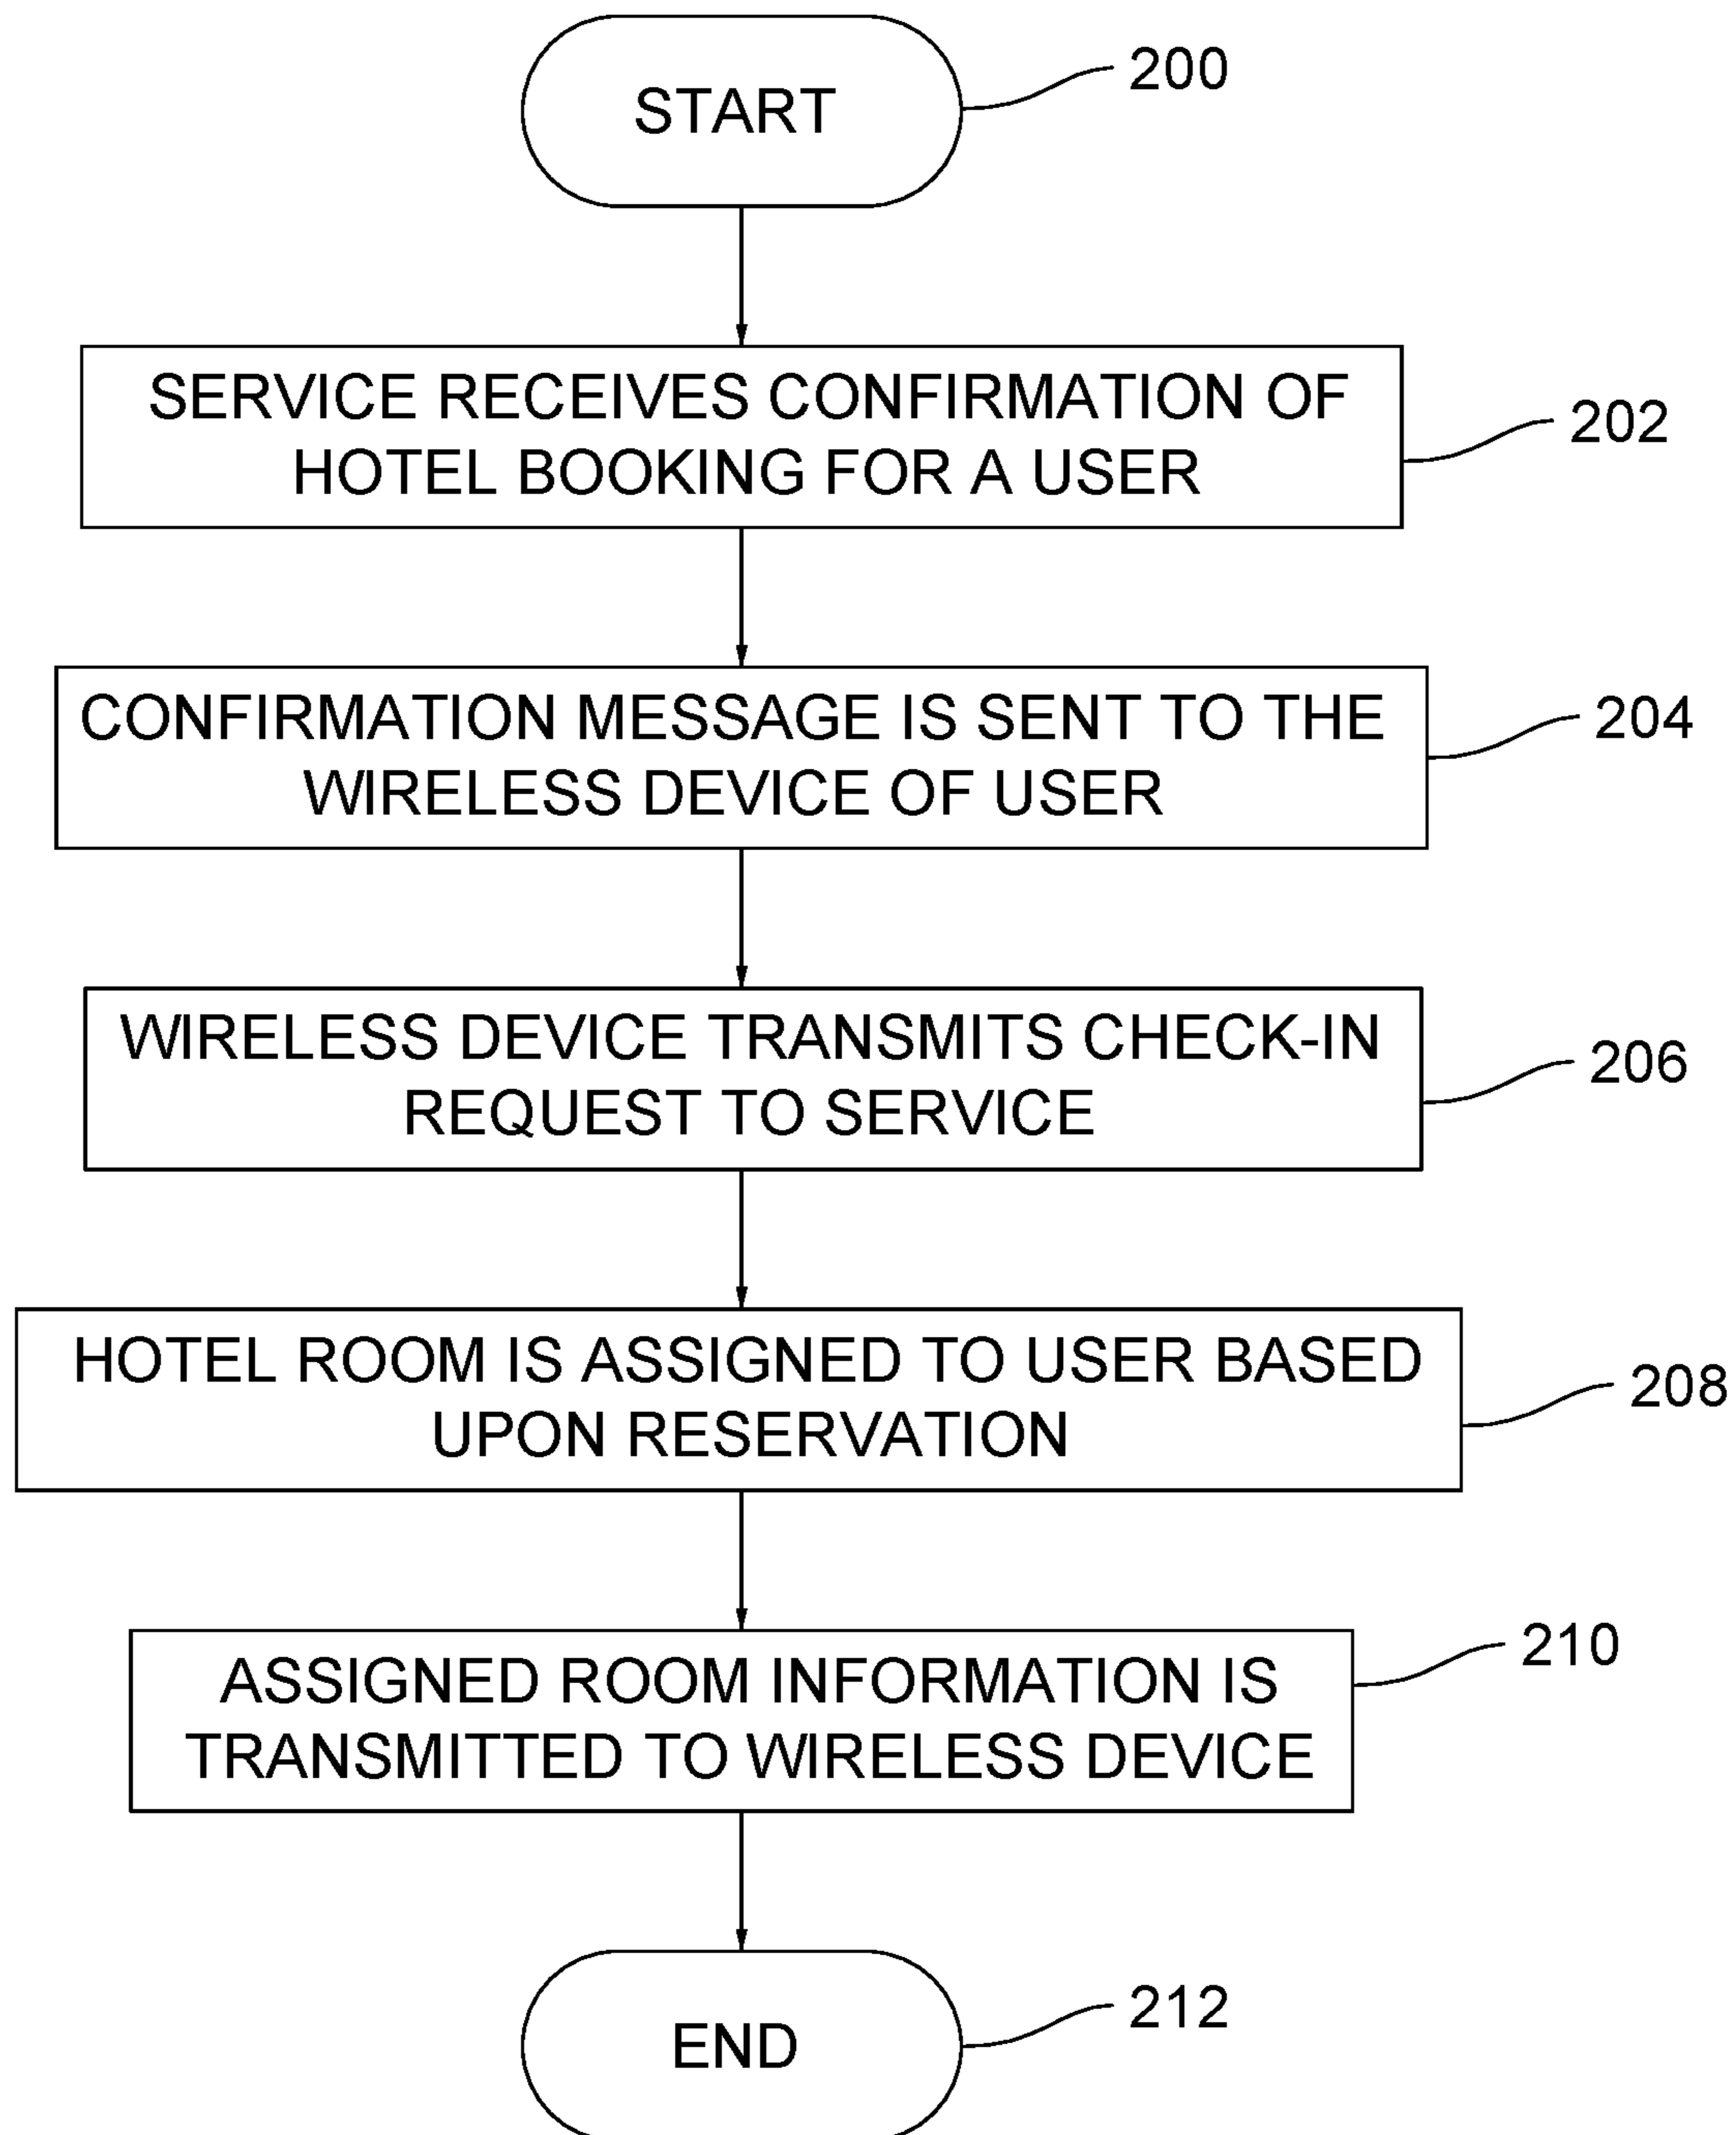 START
200
SERVICE RECEIVES CONFIRMATION OF
HOTEL BOOKING FOR A USER
202
CONFIRMATION MESSAGE IS SENT TO THE
WIRELESS DEVICE OF USER
204
WIRELESS DEVICE TRANSMITS CHECK-IN
REQUEST TO SERVICE
206
HOTEL ROOM IS ASSIGNED TO USER BASED
UPON RESERVATION
208
ASSIGNED ROOM INFORMATION IS
TRANSMITTED TO WIRELESS DEVICE
210
END
212